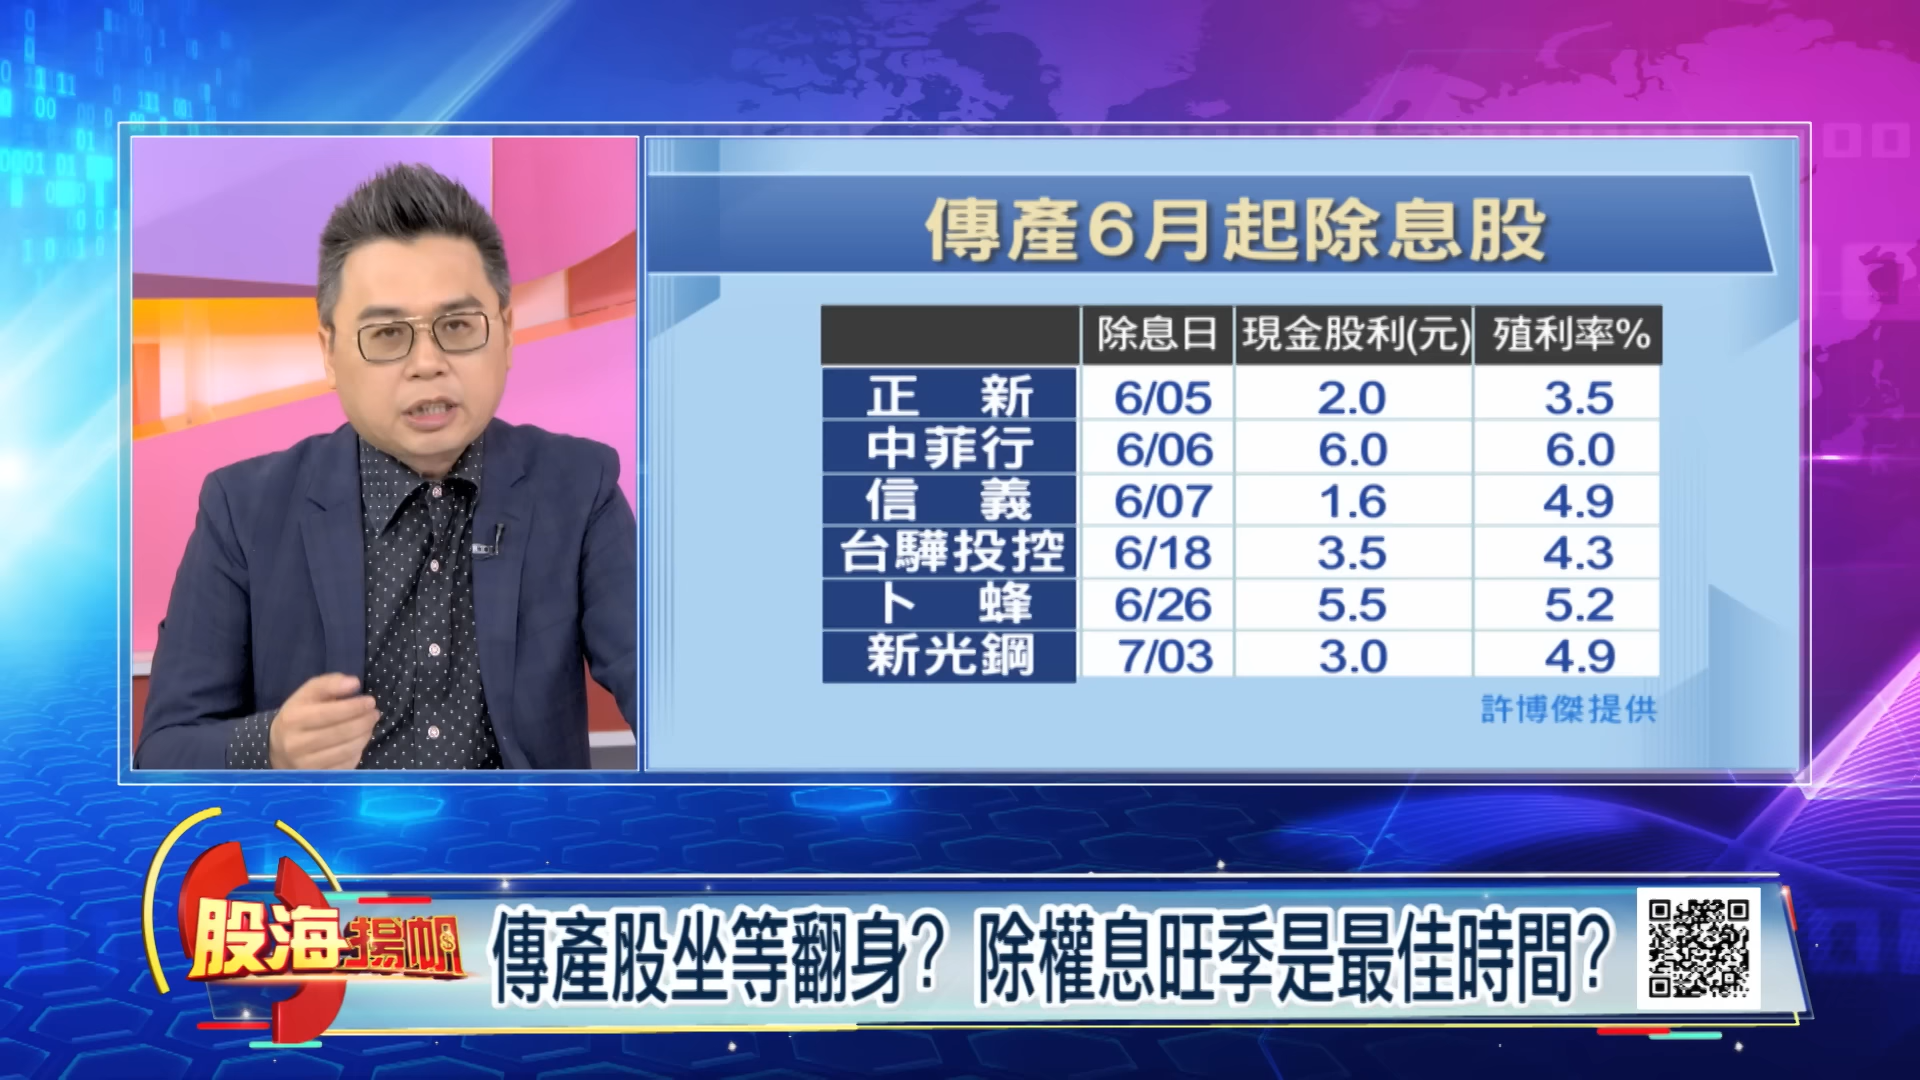 傳產6月起除息股
除息日 現金股利(元) 殖利率%
正新 6/05 2.0 3.5
中菲行 6/06 6.0 6.0
信義 6/07 1.6 4.9
台驊投控 6/18 3.5 4.3
卜蜂 6/26 5.5 5.2
新光鋼 7/03 3.0 4.9
許博傑提供
股海揚帆
傳產股坐等翻身? 除權息旺季是最佳時間?